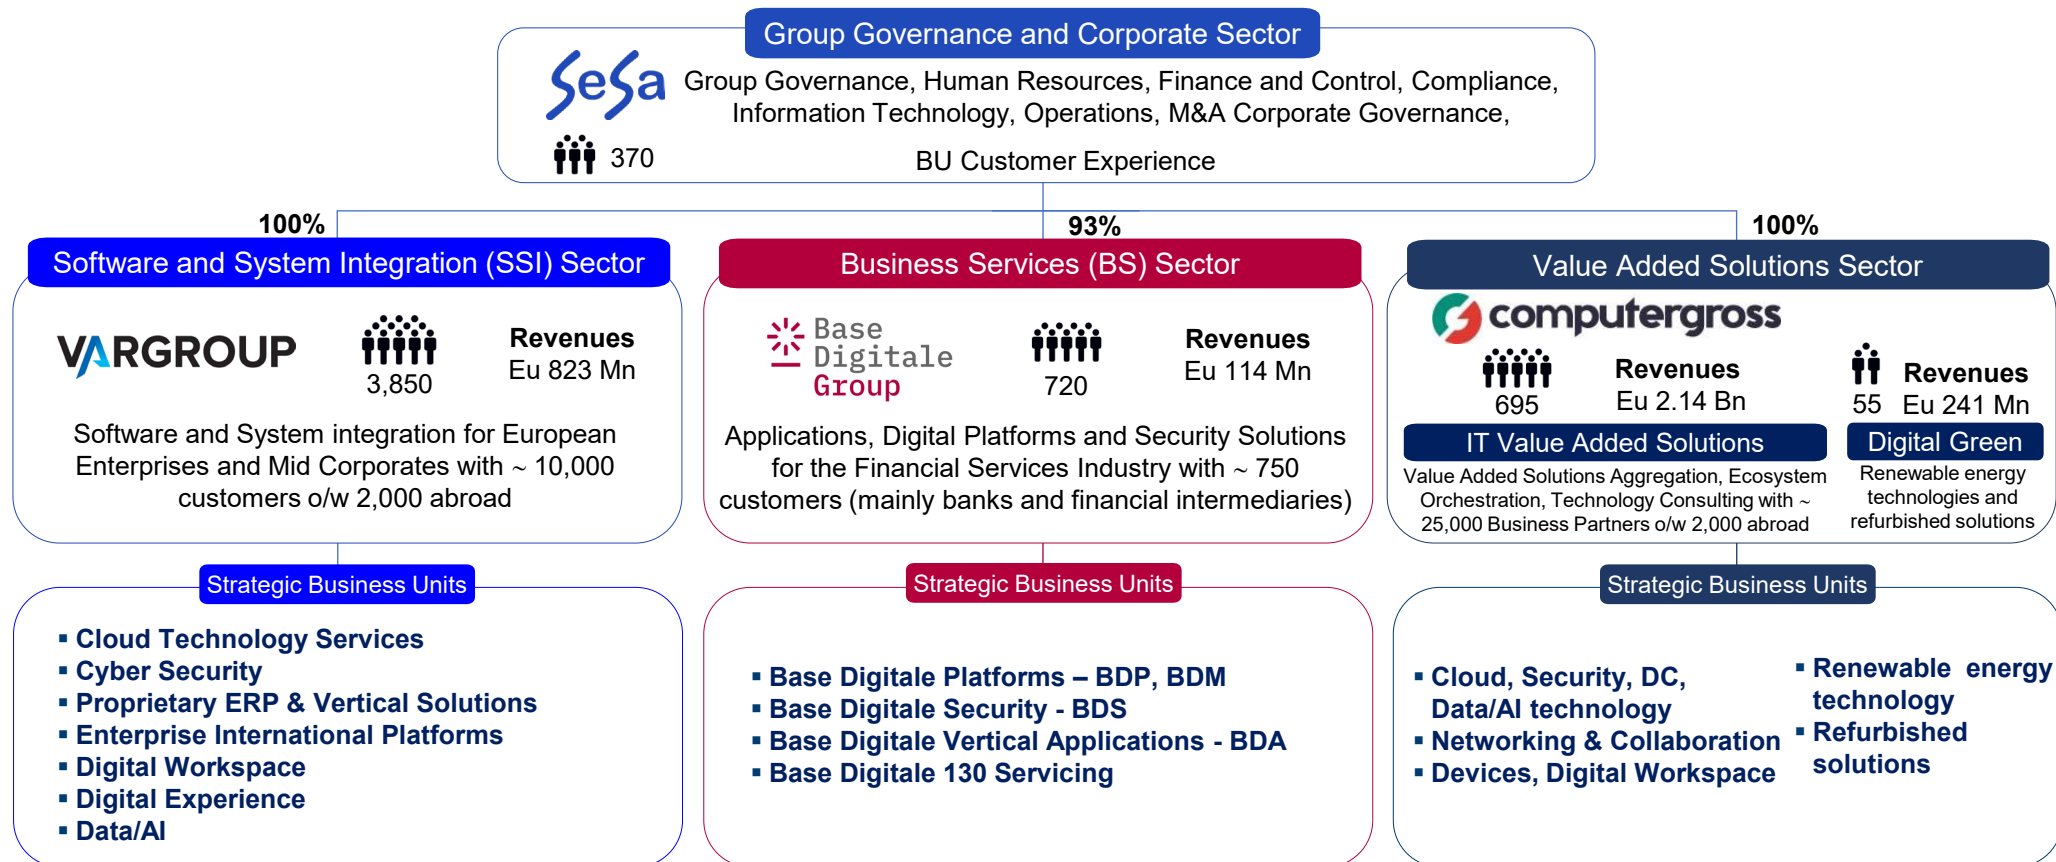 Group Governance and Corporate Sector
SeSa
Group Governance, Human Resources, Finance and Control, Compliance,
Information Technology, Operations, M&A Corporate Governance,
370
BU Customer Experience
100%
93%
100%
Software and System Integration (SSI) Sector
VARGROUP
3,850
Revenues
Eu 823 Mn
Software and System integration for European
Enterprises and Mid Corporates with ~ 10,000
customers o/w 2,000 abroad
Business Services (BS) Sector
Base
Digitale
Group
720
Revenues
Eu 114 Mn
Applications, Digital Platforms and Security Solutions
for the Financial Services Industry with ~ 750
customers (mainly banks and financial intermediaries)
Value Added Solutions Sector
computergross
695
Revenues
Eu 2.14 Bn
IT Value Added Solutions
Value Added Solutions Aggregation, Ecosystem
Orchestration, Technology Consulting with ~
25,000 Business Partners o/w 2,000 abroad
55
Revenues
Eu 241 Mn
Digital Green
Renewable energy
technologies and
refurbished solutions
Strategic Business Units
▪ Cloud Technology Services
▪ Cyber Security
▪ Proprietary ERP & Vertical Solutions
▪ Enterprise International Platforms
▪ Digital Workspace
▪ Digital Experience
▪ Data/AI
Strategic Business Units
▪ Base Digitale Platforms – BDP, BDM
▪ Base Digitale Security - BDS
▪ Base Digitale Vertical Applications - BDA
▪ Base Digitale 130 Servicing
Strategic Business Units
▪ Cloud, Security, DC,
Data/AI technology
▪ Networking & Collaboration
▪ Devices, Digital Workspace
▪ Renewable energy
technology
▪ Refurbished
solutions